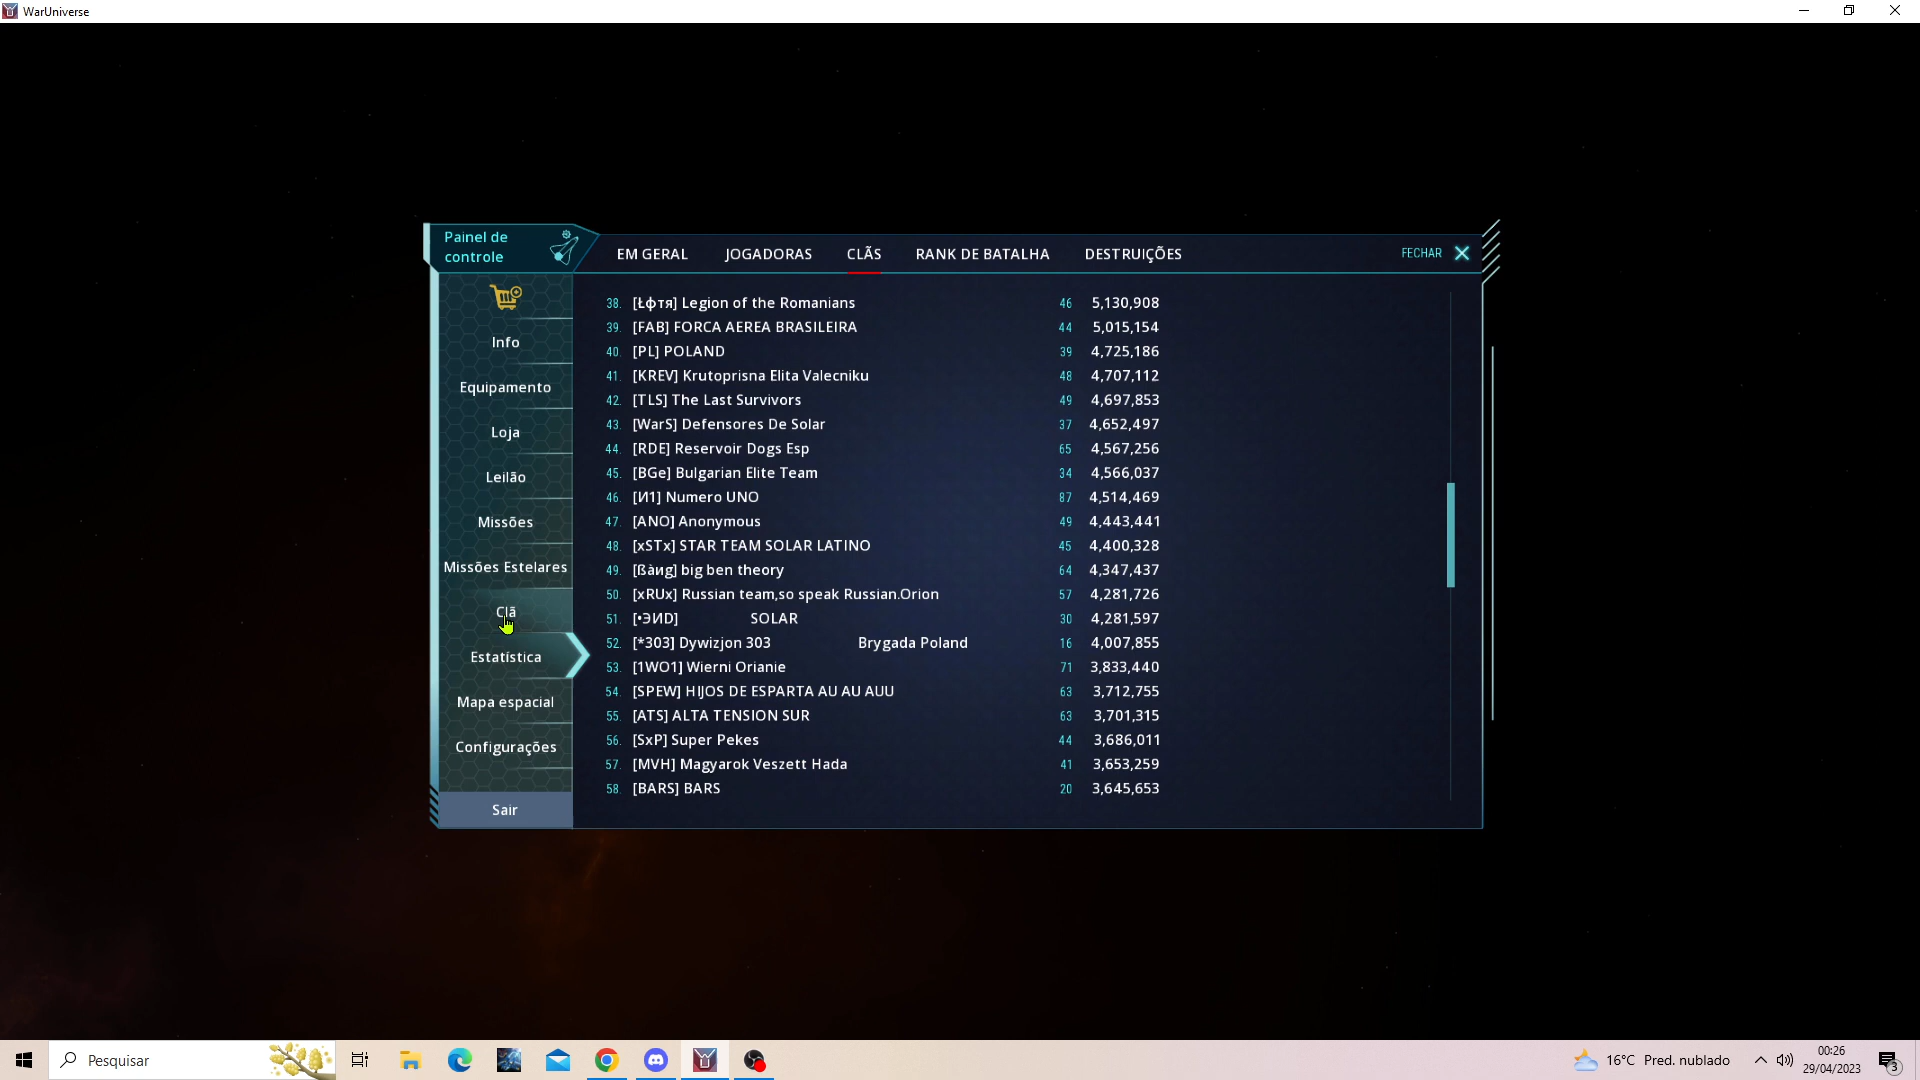 WarUniverse
Painel de
controle
EM GERAL JOGADORAS CLÃS RANK DE BATALHA DESTRUIÇÕES FECHAR
Info
Equipamento
Loja
Leilão
Missões
Missões Estelares
Clã
Estatística
Mapa espacial
Configurações
Sair
38. [Łфтя] Legion of the Romanians 46 5,130,908
39. [FAB] FORCA AEREA BRASILEIRA 44 5,015,154
40. [PL] POLAND 39 4,725,186
41. [KREV] Krutoprisna Elita Valecniku 48 4,707,112
42. [TLS] The Last Survivors 49 4,697,853
43. [WarS] Defensores De Solar 37 4,652,497
44. [RDE] Reservoir Dogs Esp 65 4,567,256
45. [BGe] Bulgarian Elite Team 34 4,566,037
46. [И1] Numero UNO 87 4,514,469
47. [ANO] Anonymous 49 4,443,441
48. [xSTx] STAR TEAM SOLAR LATINO 45 4,400,328
49. [ßàиg] big ben theory 64 4,347,437
50. [xRUx] Russian team,so speak Russian.Orion 57 4,281,726
51. [•ЭИD] SOLAR 30 4,281,597
52. [*303] Dywizjon 303 Brygada Poland 16 4,007,855
53. [1WO1] Wierni Orianie 71 3,833,440
54. [SPEW] HIJOS DE ESPARTA AU AU AUU 63 3,712,755
55. [ATS] ALTA TENSION SUR 63 3,701,315
56. [SxP] Super Pekes 44 3,686,011
57. [MVH] Magyarok Veszett Hada 41 3,653,259
58. [BARS] BARS 20 3,645,653
Pesquisar
16°C Pred. nublado
00:26
29/04/2023
3